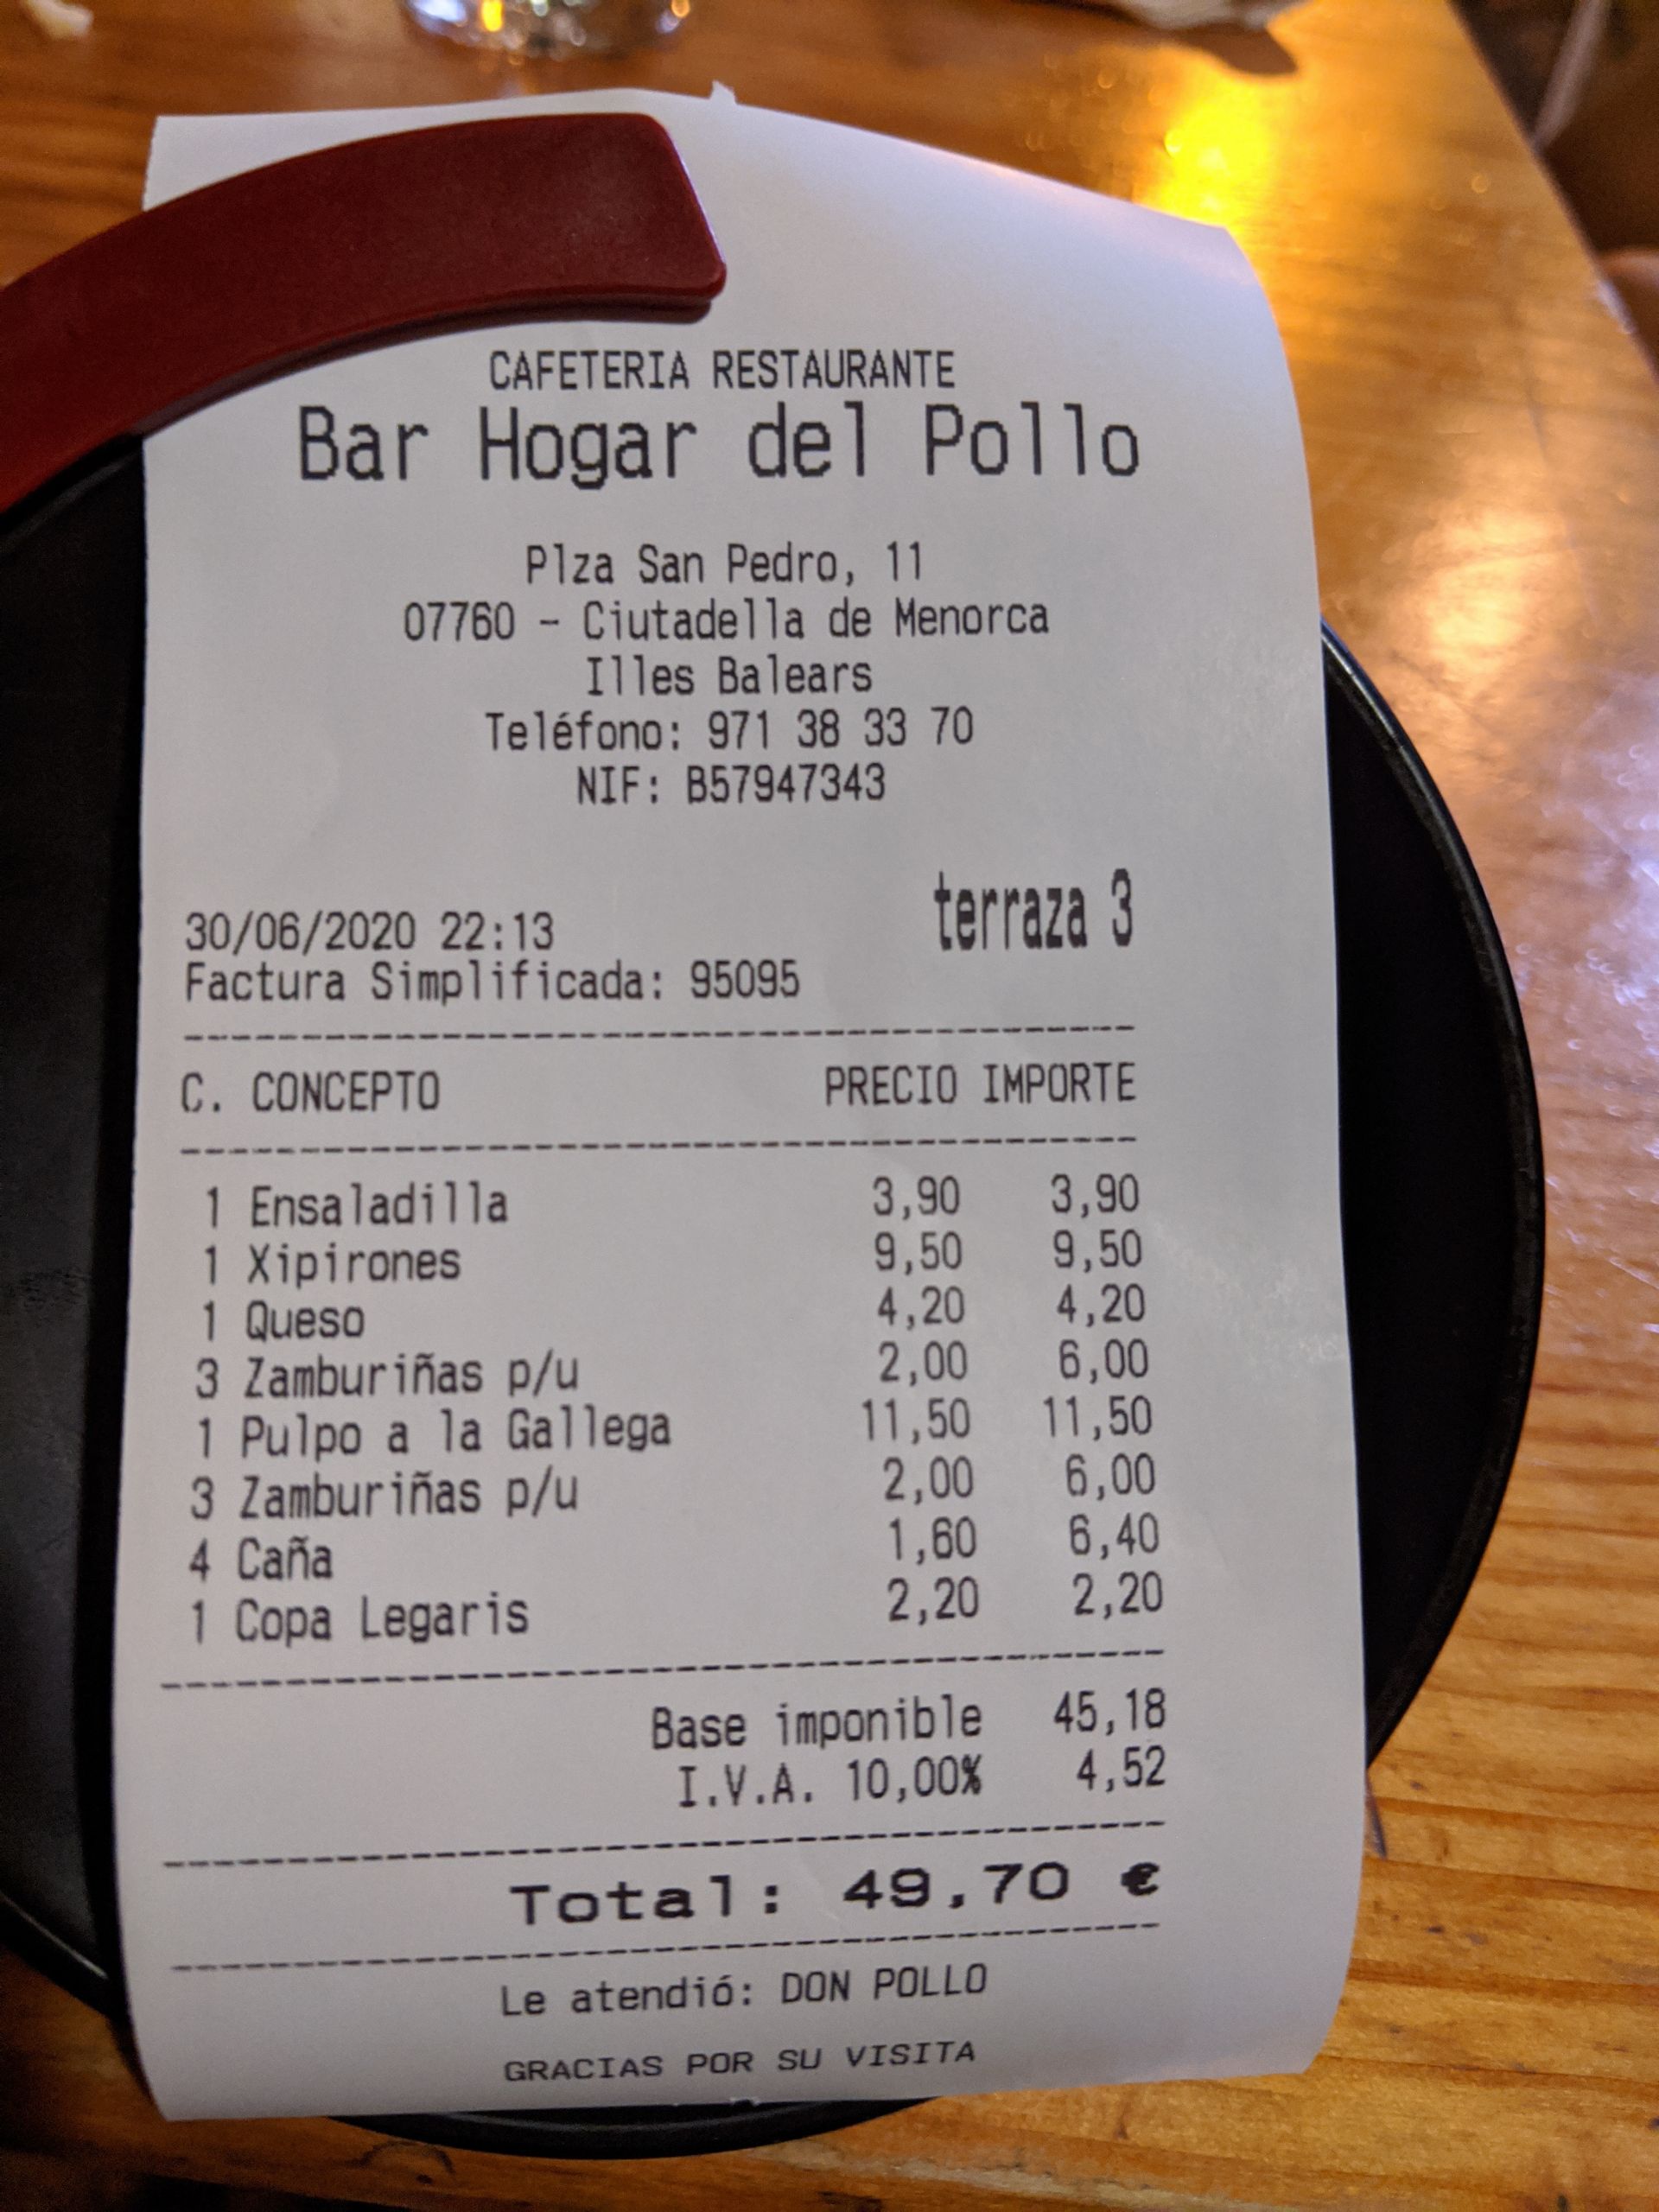 CAFETERIA RESTAURANTE
Bar Hogar del Pollo
Plza San Pedro, 11
07760 - Ciutadella de Menorca
Illes Balears
Teléfono: 971 38 33 70
NIF: B57947343
terraza 3
30/06/2020 22:13
Factura Simplificada: 95095
C. CONCEPTO PRECIO IMPORTE
1 Ensaladilla 3,90 3,90
1 Xipirones 9,50 9,50
1 Queso 4,20 4,20
3 Zamburiñas p/u 2,00 6,00
1 Pulpo a la Gallega 11,50 11,50
3 Zamburiñas p/u 2,00 6,00
4 Caña 1,60 6,40
1 Copa Legaris 2,20 2,20
Base imponible 45,18
I.V.A. 10,00% 4,52
Total: 49,70 €
Le atendió: DON POLLO
GRACIAS POR SU VISITA